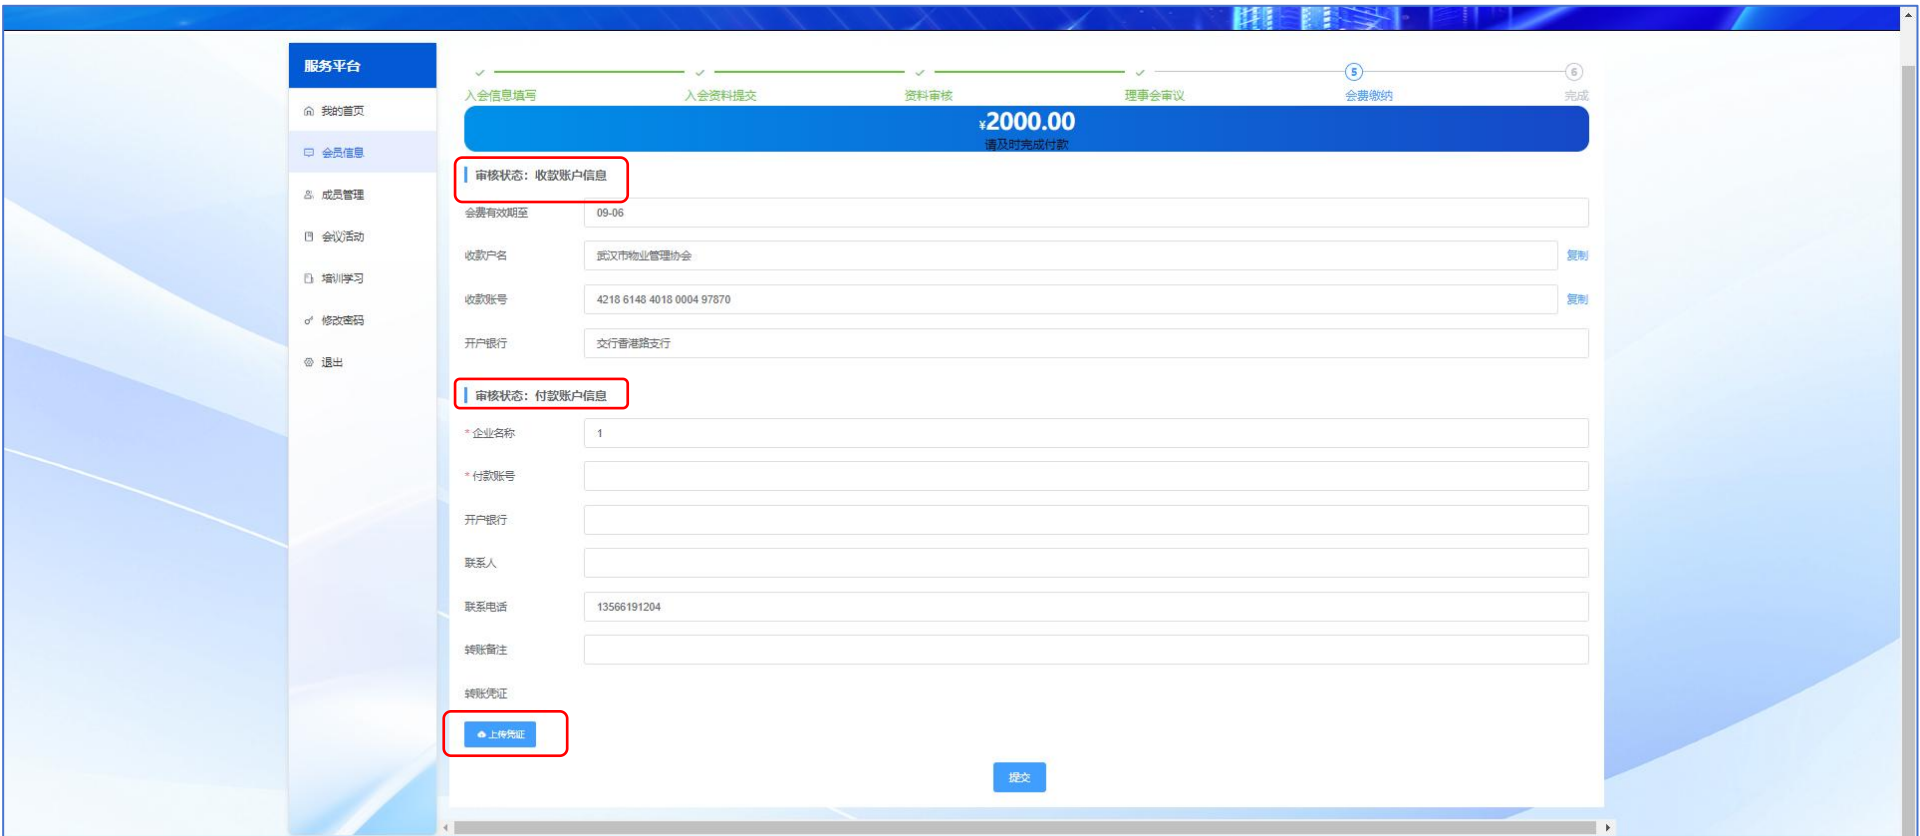 服务平台
我的首页
会员信息
成员管理
会议活动
培训学习
修改密码
退出
入会信息填写
入会资料提交
资料审核
理事会审议
5
会费缴纳
6
完成
¥2000.00
请及时完成付款
审核状态：收款账户信息
会费有效期至 09-06
收款户名 武汉市物业管理协会 复制
收款账号 4218 6148 4018 0004 97870 复制
开户银行 交行香港路支行
审核状态：付款账户信息
* 企业名称 1
* 付款账号
开户银行
联系人
联系电话 13566191204
转账备注
转账凭证
上传凭证
提交